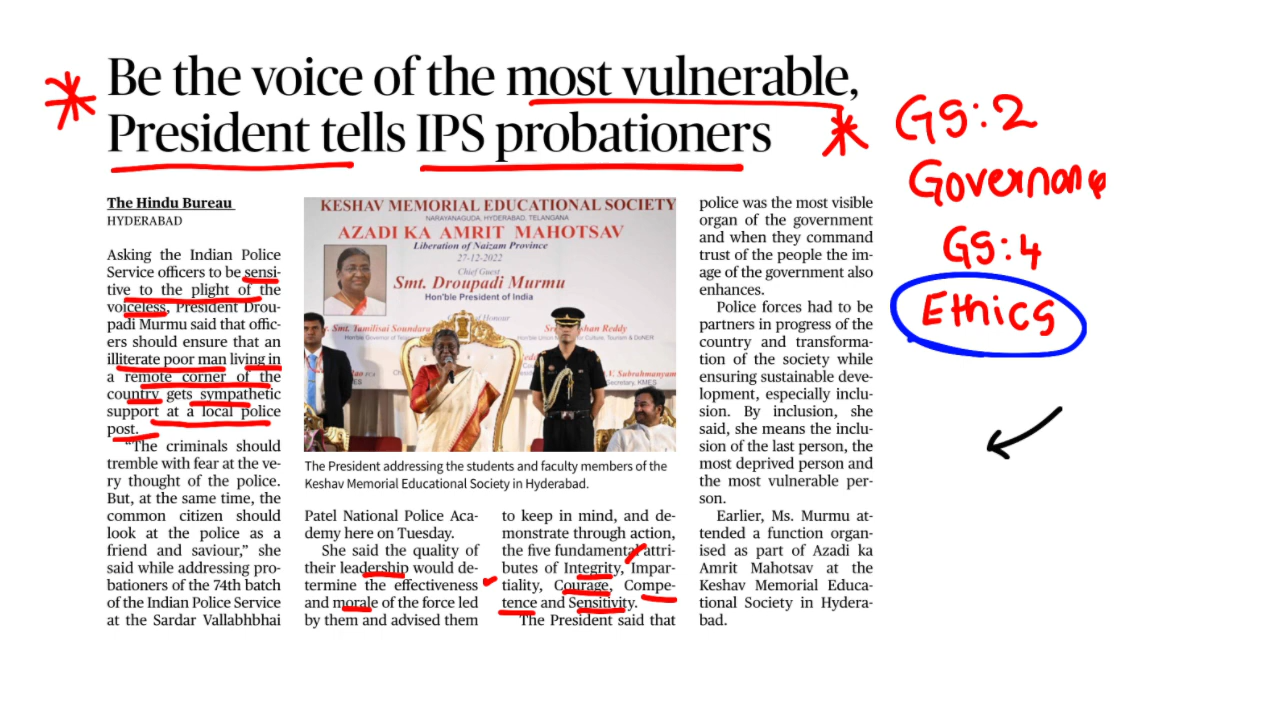 Be the voice of the most vulnerable,
President tells IPS probationers
The Hindu Bureau
HYDERABAD
Asking the Indian Police
Service officers to be sensi-
tive to the plight of the
voiceless, President Drou-
padi Murmu said that offic-
ers should ensure that an
illiterate poor man living in
a remote corner of the
country gets sympathetic
support at a local police
post.
“The criminals should
tremble with fear at the ve-
ry thought of the police.
But, at the same time, the
common citizen should
look at the police as a
friend and saviour,” she
said while addressing pro-
bationers of the 74th batch
of the Indian Police Service
at the Sardar Vallabhbhai
KESHAV MEMORIAL EDUCATIONAL SOCIETY
NARAYANAGUDA, HYDERABAD, TELANGANA
AZADI KA AMRIT MAHOTSAV
Liberation of Naizam Province
27-12-2022
Chief Guest
Smt. Droupadi Murmu
Hon'ble President of India
of Honour
Smt. Tamilisai Soundara
shan Reddy
Subrahmanyam
Secretary, KMES
The President addressing the students and faculty members of the
Keshav Memorial Educational Society in Hyderabad.
Patel National Police Aca-
demy here on Tuesday.
She said the quality of
their leadership would de-
termine the effectiveness
and morale of the force led
by them and advised them
to keep in mind, and de-
monstrate through action,
the five fundamental attri-
butes of Integrity, Impar-
tiality, Courage, Compe-
tence and Sensitivity.
The President said that
police was the most visible
organ of the government
and when they command
trust of the people the im-
age of the government also
enhances.
Police forces had to be
partners in progress of the
country and transforma-
tion of the society while
ensuring sustainable deve-
lopment, especially inclu-
sion. By inclusion, she
said, she means the inclu-
sion of the last person, the
most deprived person and
the most vulnerable per-
son.
Earlier, Ms. Murmu at-
tended a function organ-
ised as part of Azadi ka
Amrit Mahotsav at the
Keshav Memorial Educa-
tional Society in Hydera-
bad.
GS:2
Governance
GS:4
Ethics